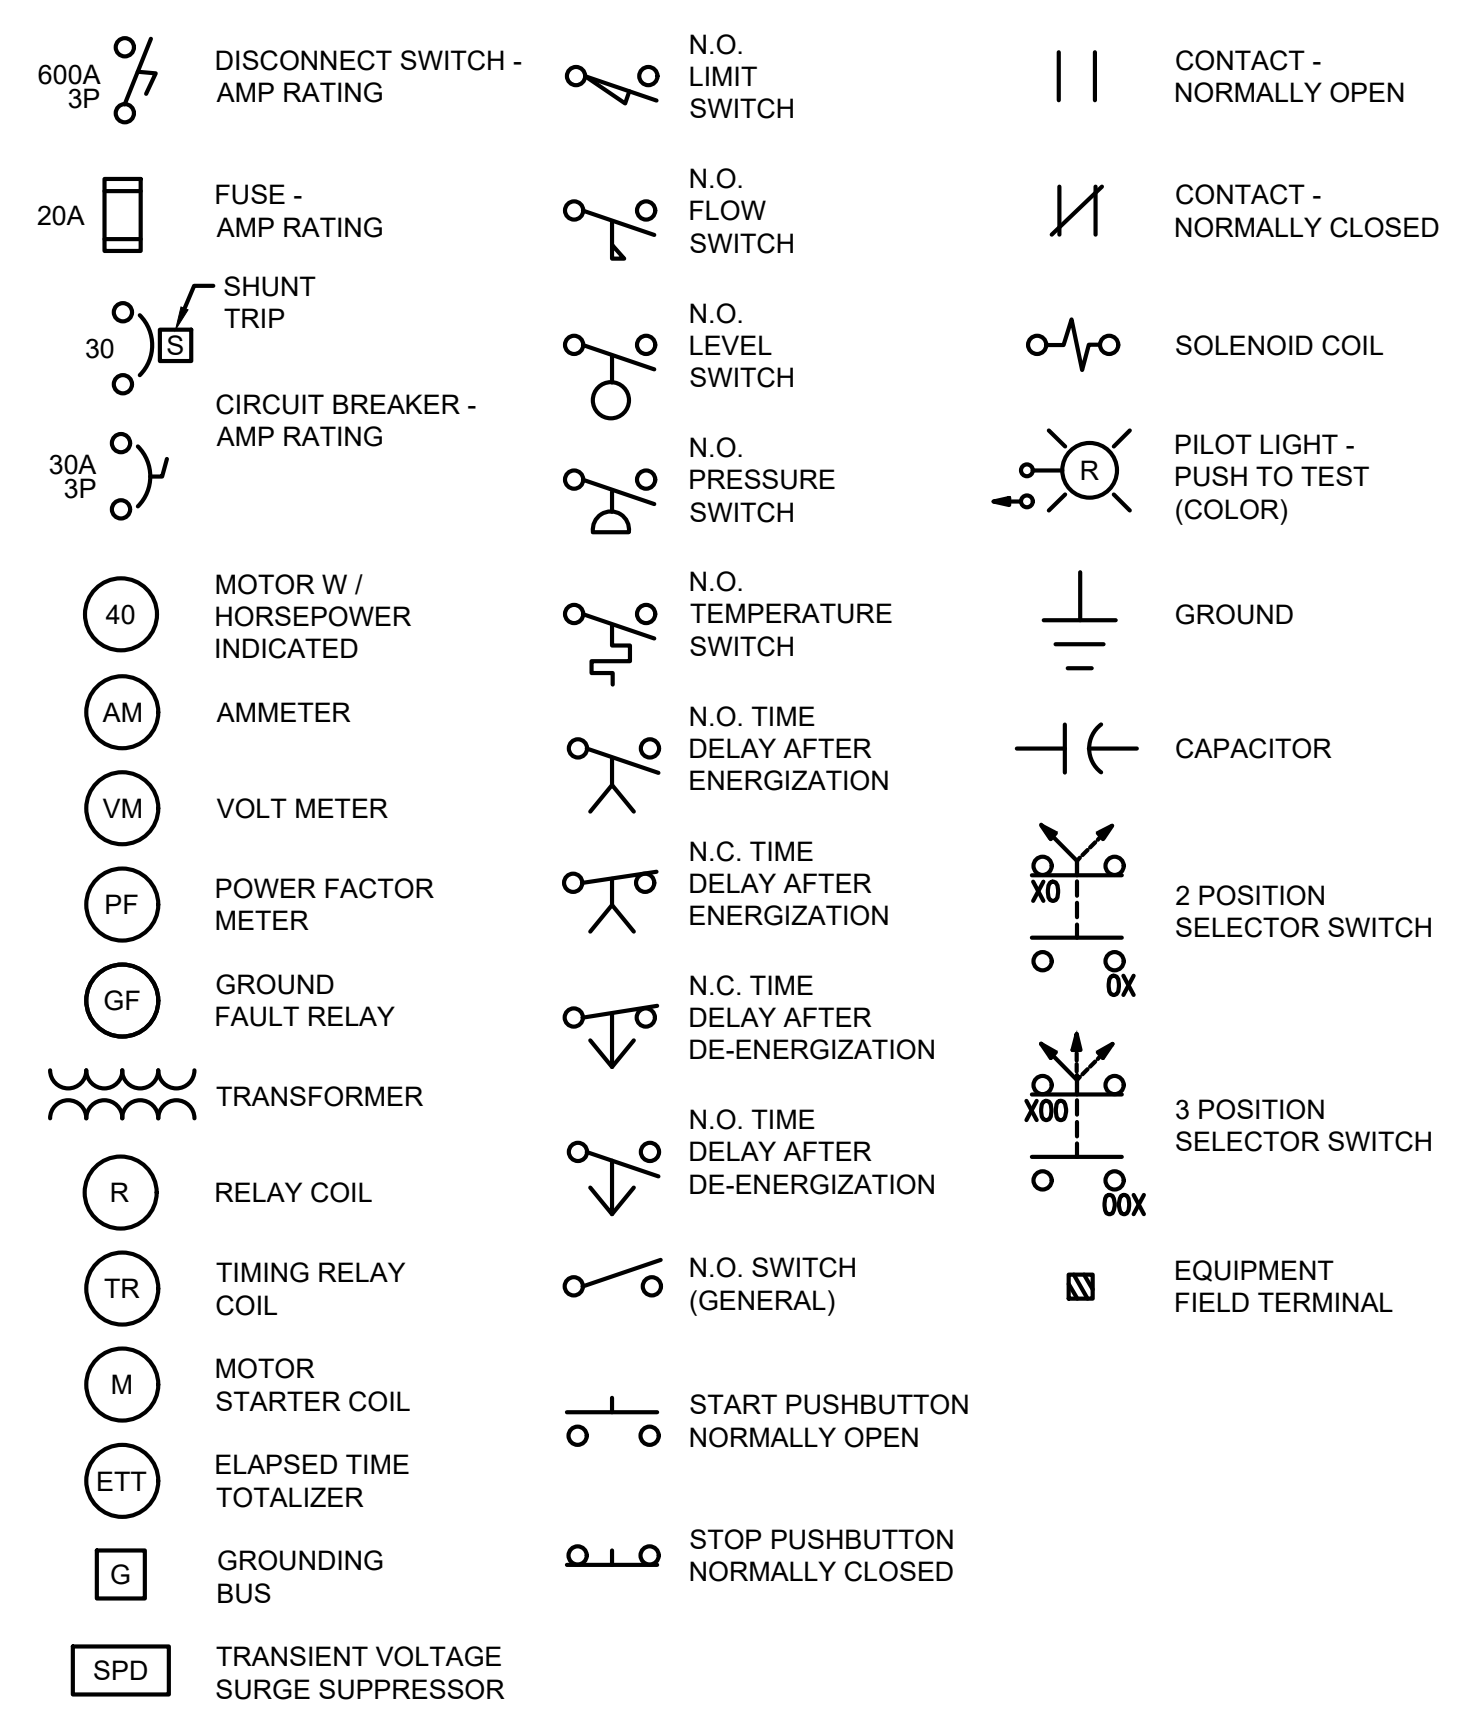 600A
3P
DISCONNECT SWITCH -
AMP RATING
20A
FUSE -
AMP RATING
SHUNT
TRIP
30
S
CIRCUIT BREAKER -
AMP RATING
30A
3P
40
MOTOR W /
HORSEPOWER
INDICATED
AM
AMMETER
VM
VOLT METER
PF
POWER FACTOR
METER
GF
GROUND
FAULT RELAY
TRANSFORMER
R
RELAY COIL
TR
TIMING RELAY
COIL
M
MOTOR
STARTER COIL
ETT
ELAPSED TIME
TOTALIZER
G
GROUNDING
BUS
SPD
TRANSIENT VOLTAGE
SURGE SUPPRESSOR
N.O.
LIMIT
SWITCH
N.O.
FLOW
SWITCH
N.O.
LEVEL
SWITCH
N.O.
PRESSURE
SWITCH
N.O.
TEMPERATURE
SWITCH
N.O. TIME
DELAY AFTER
ENERGIZATION
N.C. TIME
DELAY AFTER
ENERGIZATION
N.C. TIME
DELAY AFTER
DE-ENERGIZATION
N.O. TIME
DELAY AFTER
DE-ENERGIZATION
N.O. SWITCH
(GENERAL)
START PUSHBUTTON
NORMALLY OPEN
STOP PUSHBUTTON
NORMALLY CLOSED
CONTACT -
NORMALLY OPEN
CONTACT -
NORMALLY CLOSED
SOLENOID COIL
R
PILOT LIGHT -
PUSH TO TEST
(COLOR)
GROUND
CAPACITOR
X0
0X
2 POSITION
SELECTOR SWITCH
X00
00X
3 POSITION
SELECTOR SWITCH
EQUIPMENT
FIELD TERMINAL